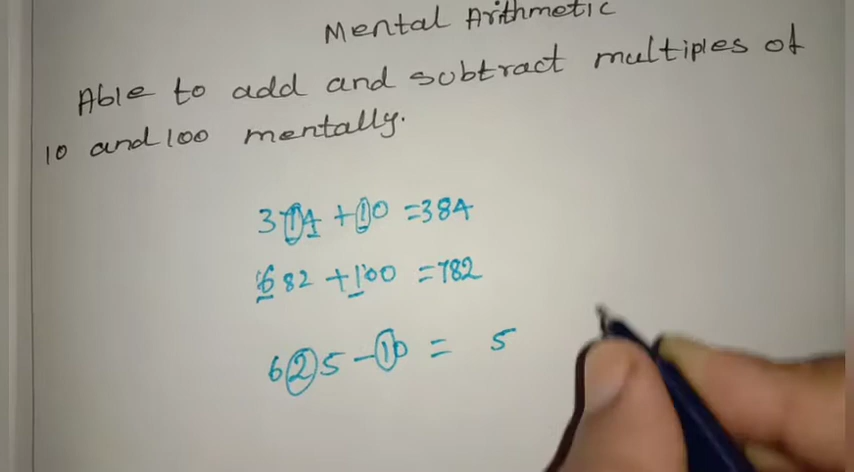 Mental Arithmetic
Able to add and subtract multiples of
10 and 100 mentally.
374 + 10 = 384
682 + 100 = 782
625 - 10 = 5